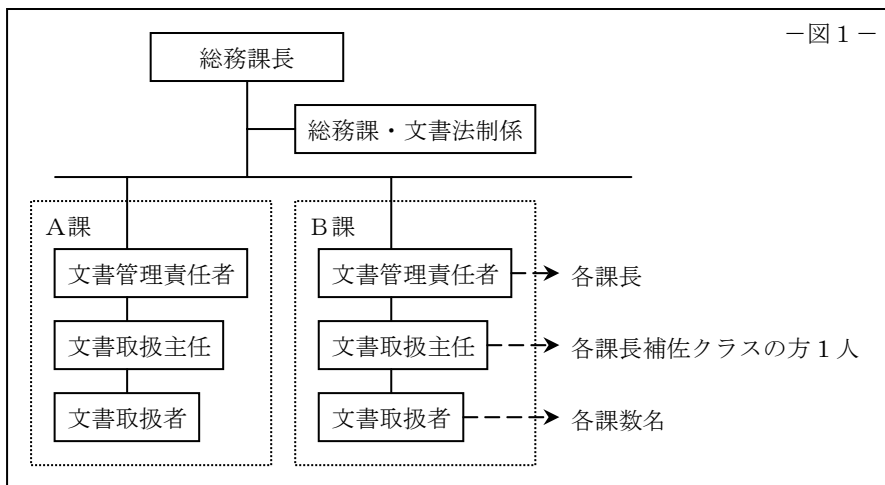 －図１－
総務課長
総務課・文書法制係
Ａ課
Ｂ課
文書管理責任者
文書管理責任者
各課長
文書取扱主任
文書取扱主任
各課長補佐クラスの方１人
文書取扱者
文書取扱者
各課数名